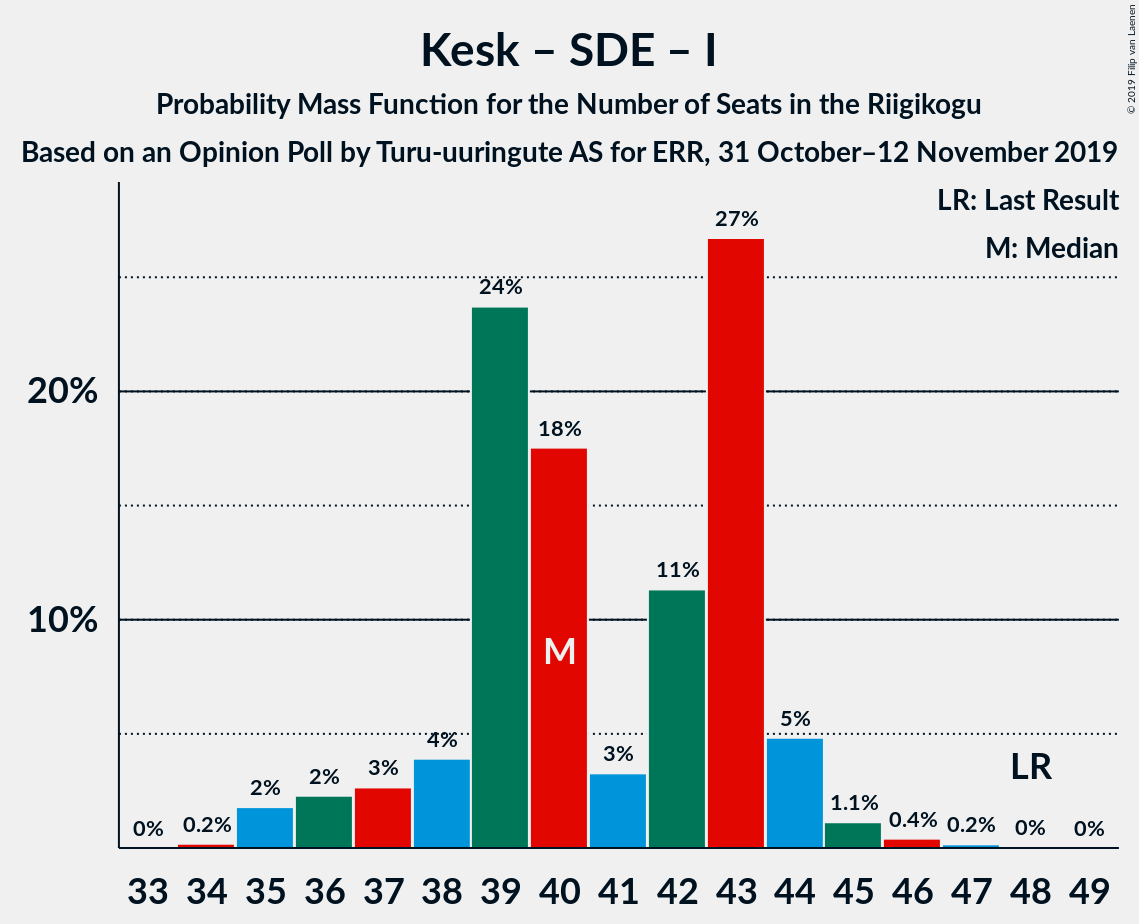 Kesk – SDE – I
Probability Mass Function for the Number of Seats in the Riigikogu
Based on an Opinion Poll by Turu-uuringute AS for ERR, 31 October–12 November 2019
© 2019 Filip van Laenen
LR: Last Result
M: Median
20%
10%
0%
0.2%
2%
2%
3%
4%
24%
18%
3%
11%
27%
5%
1.1%
0.4%
0.2%
0%
0%
M
LR
33 34 35 36 37 38 39 40 41 42 43 44 45 46 47 48 49